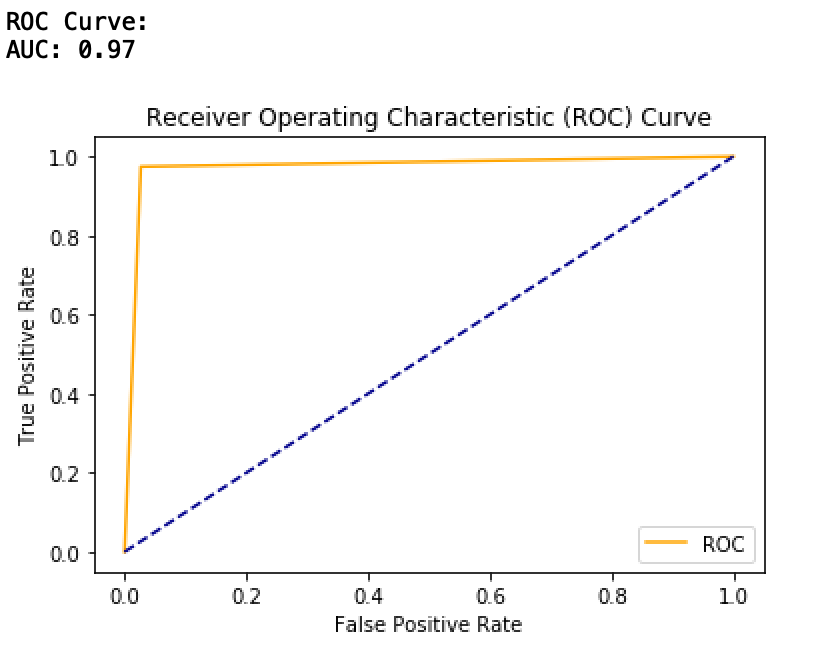 ROC Curve:
AUC: 0.97
Receiver Operating Characteristic (ROC) Curve
True Positive Rate
1.0
0.8
0.6
0.4
0.2
0.0
ROC
0.0 0.2 0.4 0.6 0.8 1.0
False Positive Rate